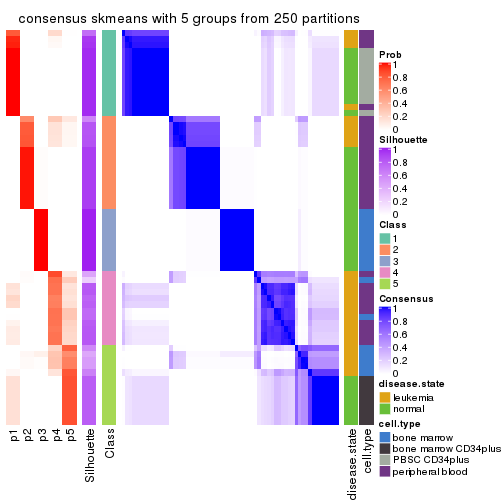 consensus skmeans with 5 groups from 250 partitions
p1
p2
p3
p4
p5
Silhouette
Class
disease.state
cell.type
Prob
1
0.8
0.6
0.4
0.2
0
Silhouette
1
0.8
0.6
0.4
0.2
0
Class
1
2
3
4
5
Consensus
1
0.8
0.6
0.4
0.2
0
disease.state
leukemia
normal
cell.type
bone marrow
bone marrow CD34plus
PBSC CD34plus
peripheral blood